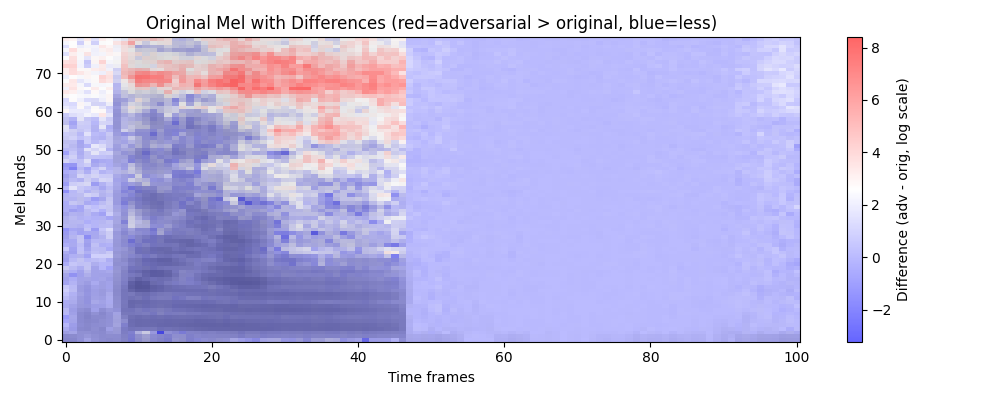 Original Mel with Differences (red=adversarial > original, blue=less)
Mel bands
70
60
50
40
30
20
10
0
0 20 40 60 80 100
Time frames
8
6
4
2
0
−2
Difference (adv - orig, log scale)